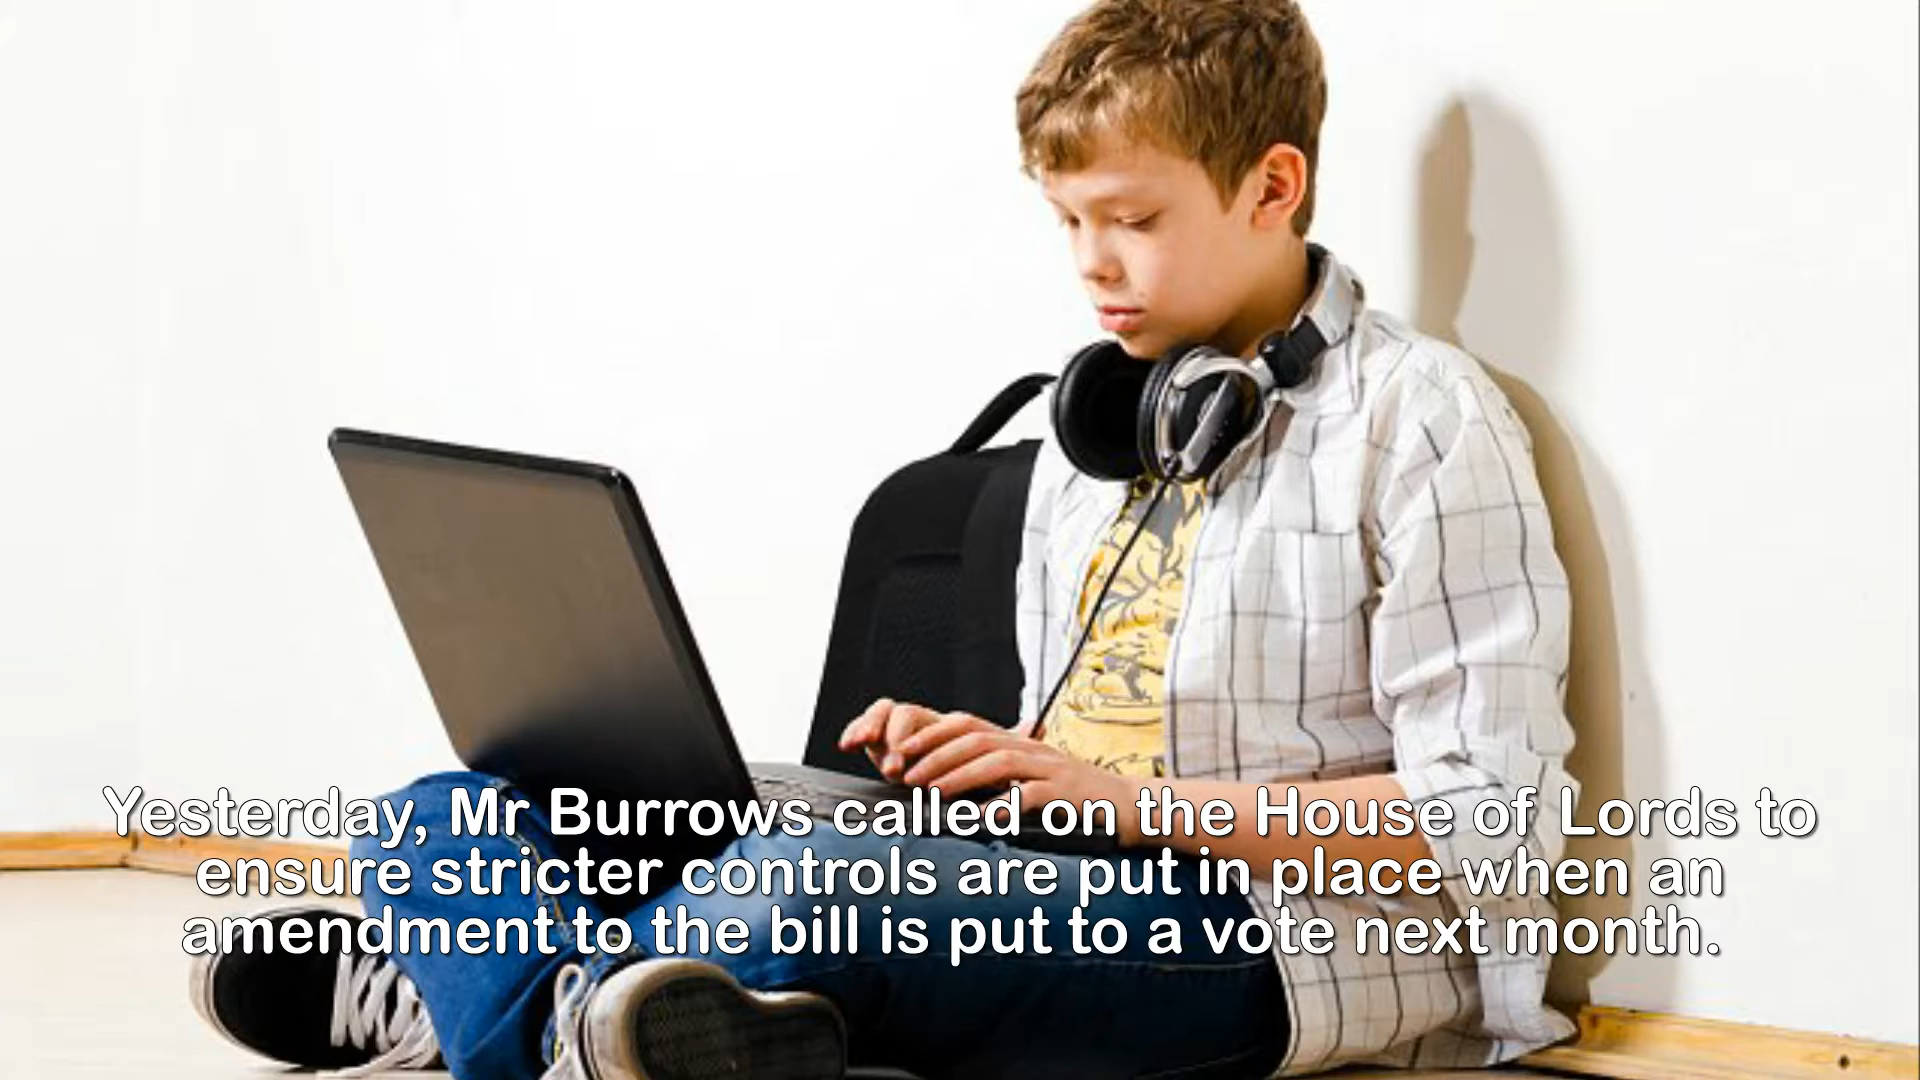 Yesterday, Mr Burrows called on the House of Lords to
ensure stricter controls are put in place when an
amendment to the bill is put to a vote next month.